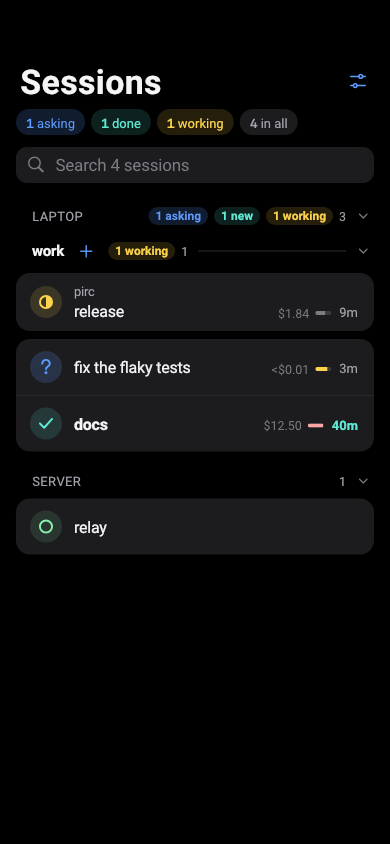 Sessions
1 asking 1 done 1 working 4 in all
Search 4 sessions
LAPTOP 1 asking 1 new 1 working 3
work + 1 working 1
pirc
release $1.84 9m
? fix the flaky tests <$0.01 3m
docs $12.50 40m
SERVER 1
relay